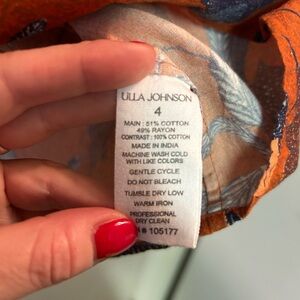 ULLA JOHNSON
4
MAIN : 51% COTTON
49% RAYON
CONTRAST : 100% COTTON
MADE IN INDIA
MACHINE WASH COLD
WITH LIKE COLORS
GENTLE CYCLE
DO NOT BLEACH
TUMBLE DRY LOW
WARM IRON
PROFESSIONAL
DRY CLEAN
# 105177